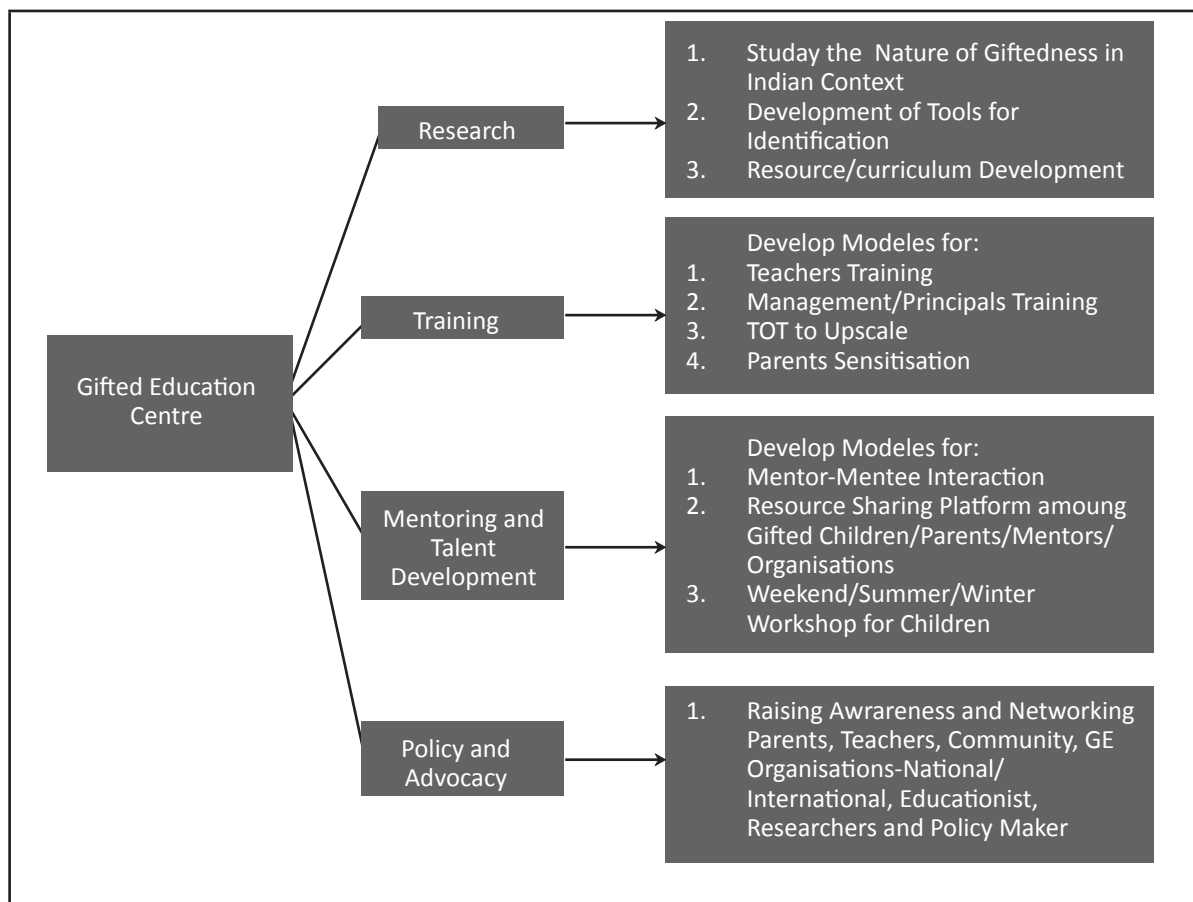 Gifted Education
Centre
Research
1. Studay the Nature of Giftedness in
Indian Context
2. Development of Tools for
Identification
3. Resource/curriculum Development
Training
Develop Modeles for:
1. Teachers Training
2. Management/Principals Training
3. TOT to Upscale
4. Parents Sensitisation
Mentoring and
Talent
Development
Develop Modeles for:
1. Mentor-Mentee Interaction
2. Resource Sharing Platform amoung
Gifted Children/Parents/Mentors/
Organisations
3. Weekend/Summer/Winter
Workshop for Children
Policy and
Advocacy
1. Raising Awrareness and Networking
Parents, Teachers, Community, GE
Organisations-National/
International, Educationist,
Researchers and Policy Maker